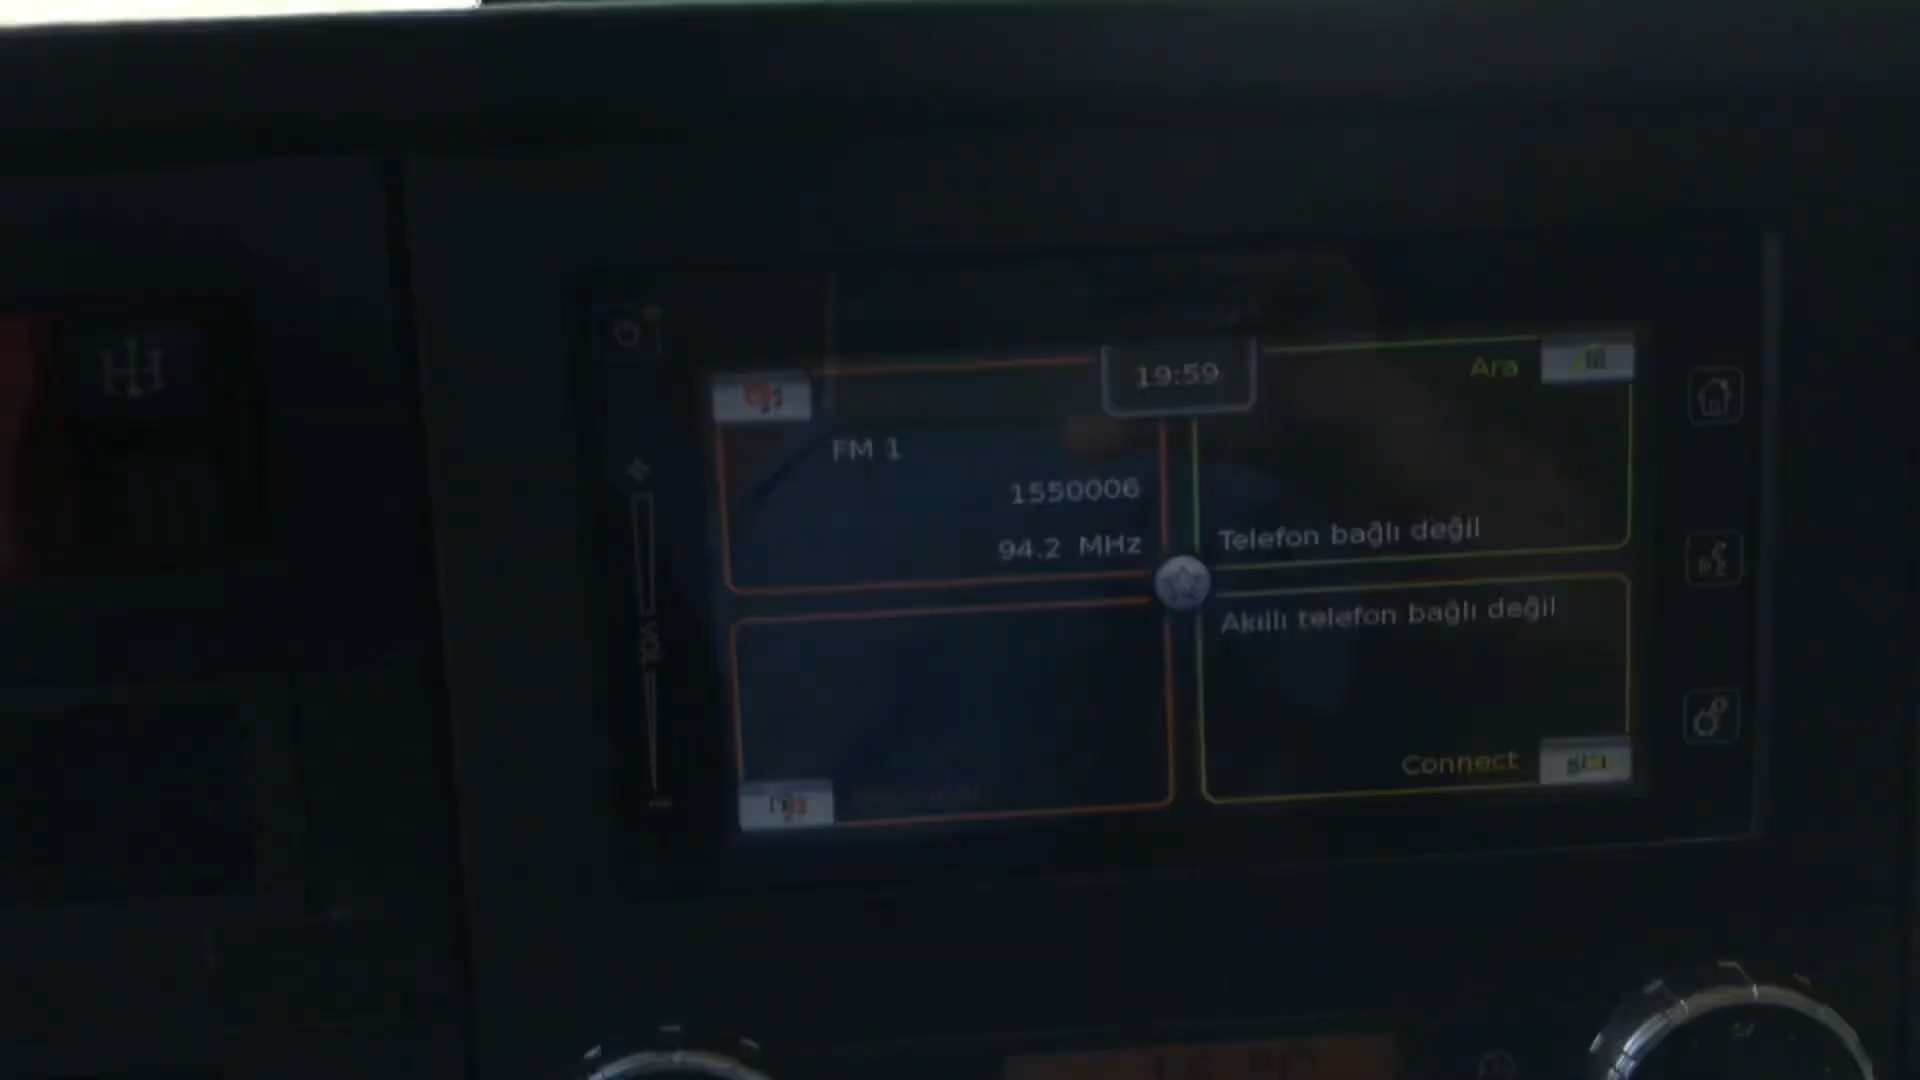 19:59
Ara
FM 1
1550006
94.2 MHz
Telefon bağlı değil
Akıllı telefon bağlı değil
VOL
Connect